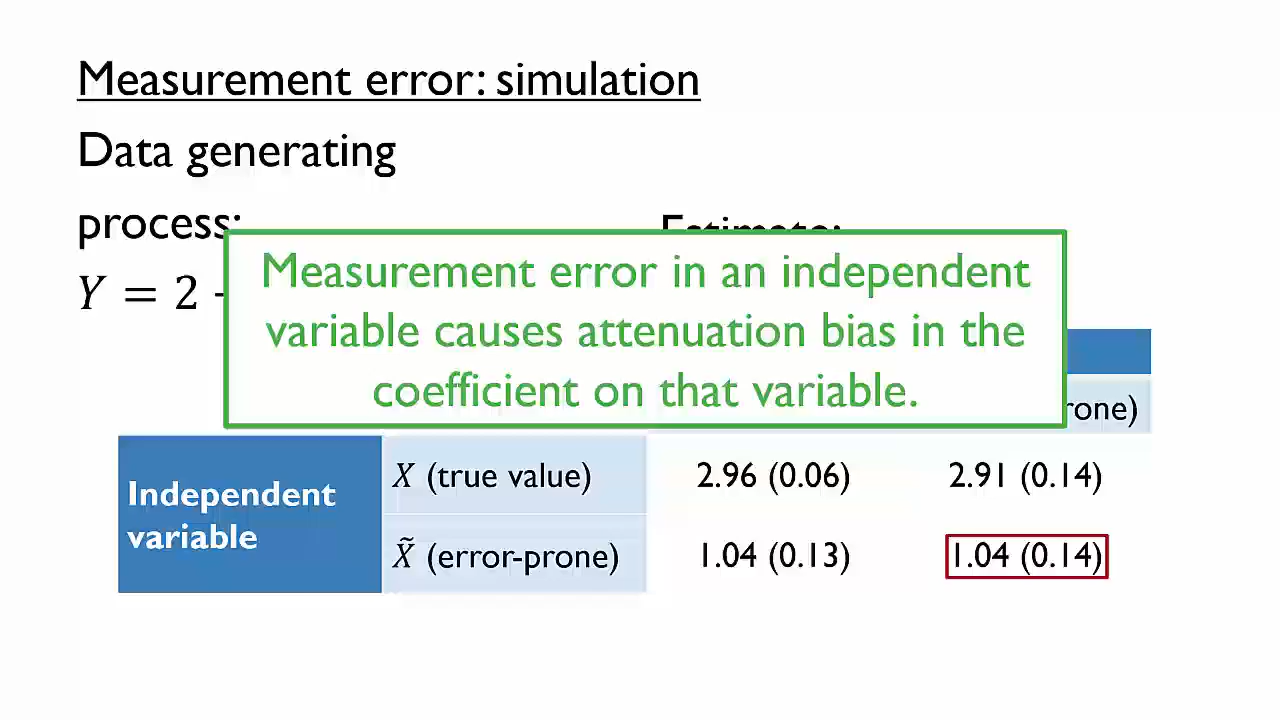 Measurement error: simulation
Data generating
process:
Estimate:
Y = 2
Measurement error in an independent
variable causes attenuation bias in the
coefficient on that variable.
rone)
Independent
variable
X (true value)
2.96 (0.06)
2.91 (0.14)
X̃ (error-prone)
1.04 (0.13)
1.04 (0.14)